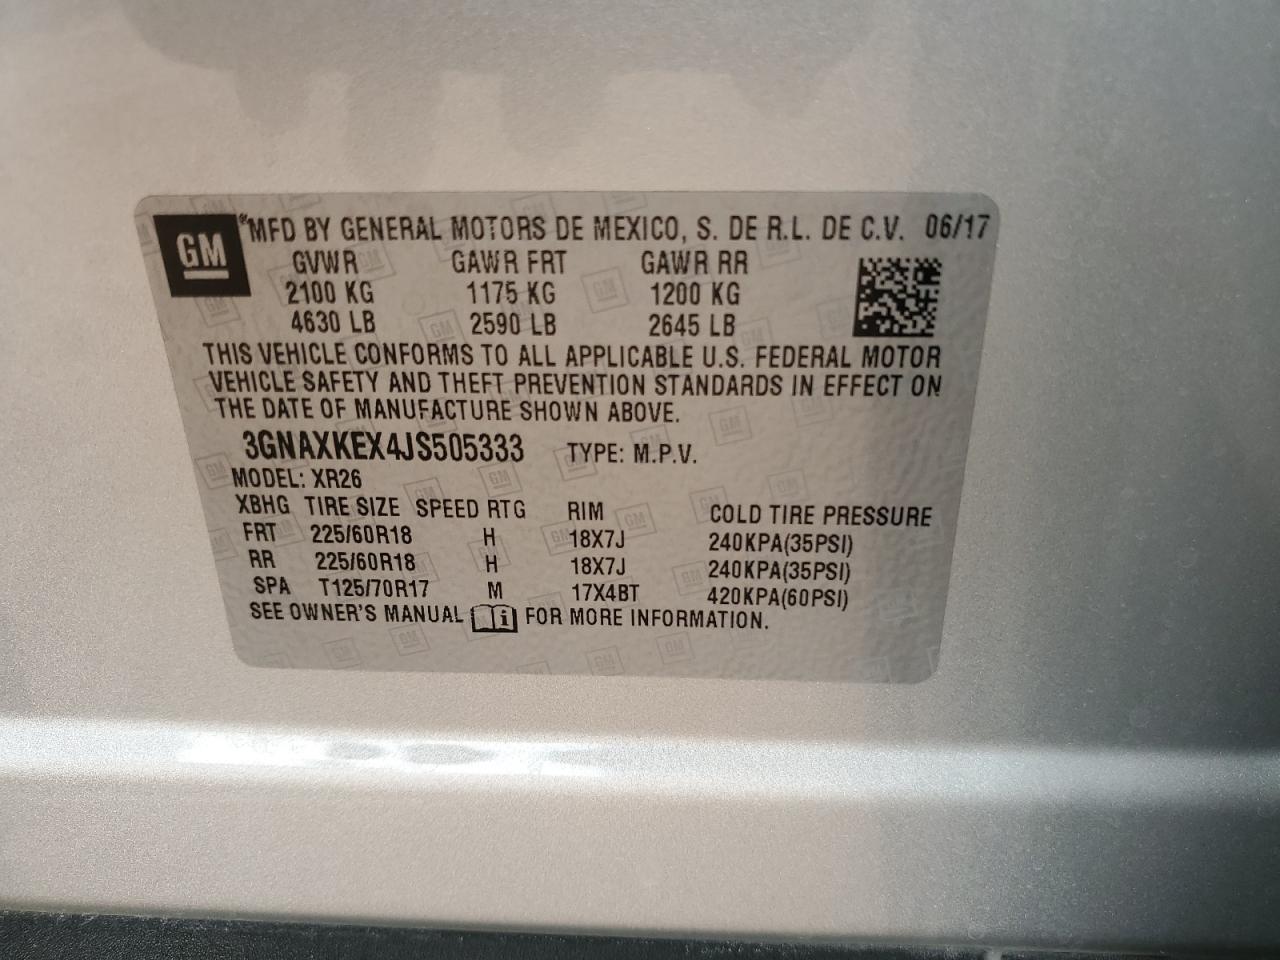 GM ® MFD BY GENERAL MOTORS DE MEXICO, S. DE R.L. DE C.V. 06/17
GVWR GAWR FRT GAWR RR
2100 KG 1175 KG 1200 KG
4630 LB 2590 LB 2645 LB
THIS VEHICLE CONFORMS TO ALL APPLICABLE U.S. FEDERAL MOTOR
VEHICLE SAFETY AND THEFT PREVENTION STANDARDS IN EFFECT ON
THE DATE OF MANUFACTURE SHOWN ABOVE.
3GNAXKEX4JS505333 TYPE: M.P.V.
MODEL: XR26
XBHG TIRE SIZE SPEED RTG RIM COLD TIRE PRESSURE
FRT 225/60R18 H 18X7J 240KPA(35PSI)
RR 225/60R18 H 18X7J 240KPA(35PSI)
SPA T125/70R17 M 17X4BT 420KPA(60PSI)
SEE OWNER'S MANUAL i FOR MORE INFORMATION.